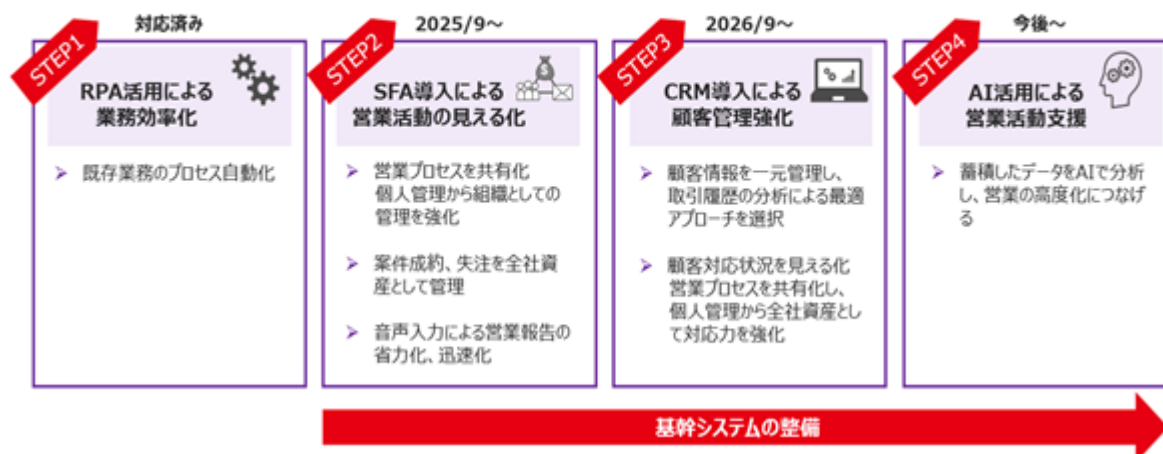 対応済み
STEP1
RPA活用による
業務効率化
➢ 既存業務のプロセス自動化
2025/9～
STEP2
SFA導入による
営業活動の見える化
➢ 営業プロセスを共有化
個人管理から組織としての
管理を強化
➢ 案件成約、失注を全社資
産として管理
➢ 音声入力による営業報告の
省力化、迅速化
2026/9～
STEP3
CRM導入による
顧客管理強化
➢ 顧客情報を一元管理し、
取引履歴の分析による最適
アプローチを選択
➢ 顧客対応状況を見える化
営業プロセスを共有化し、
個人管理から全社資産とし
て対応力を強化
今後～
STEP4
AI活用による
営業活動支援
➢ 蓄積したデータをAIで分析
し、営業の高度化につなげ
る
基幹システムの整備